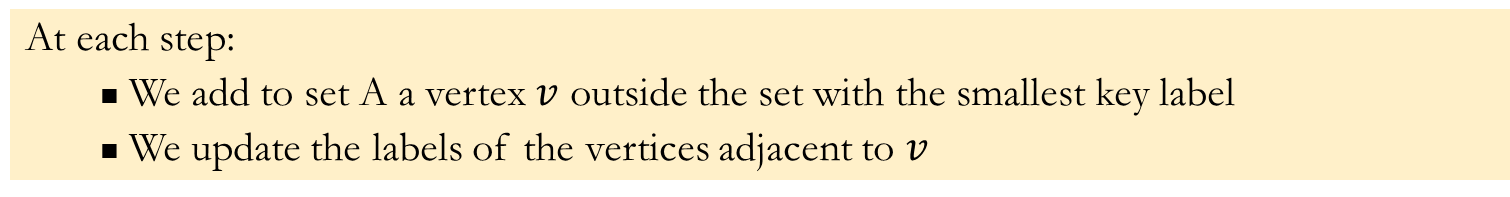 At each step:
▪ We add to set A a vertex 𝒗 outside the set with the smallest key label
▪ We update the labels of the vertices adjacent to 𝒗